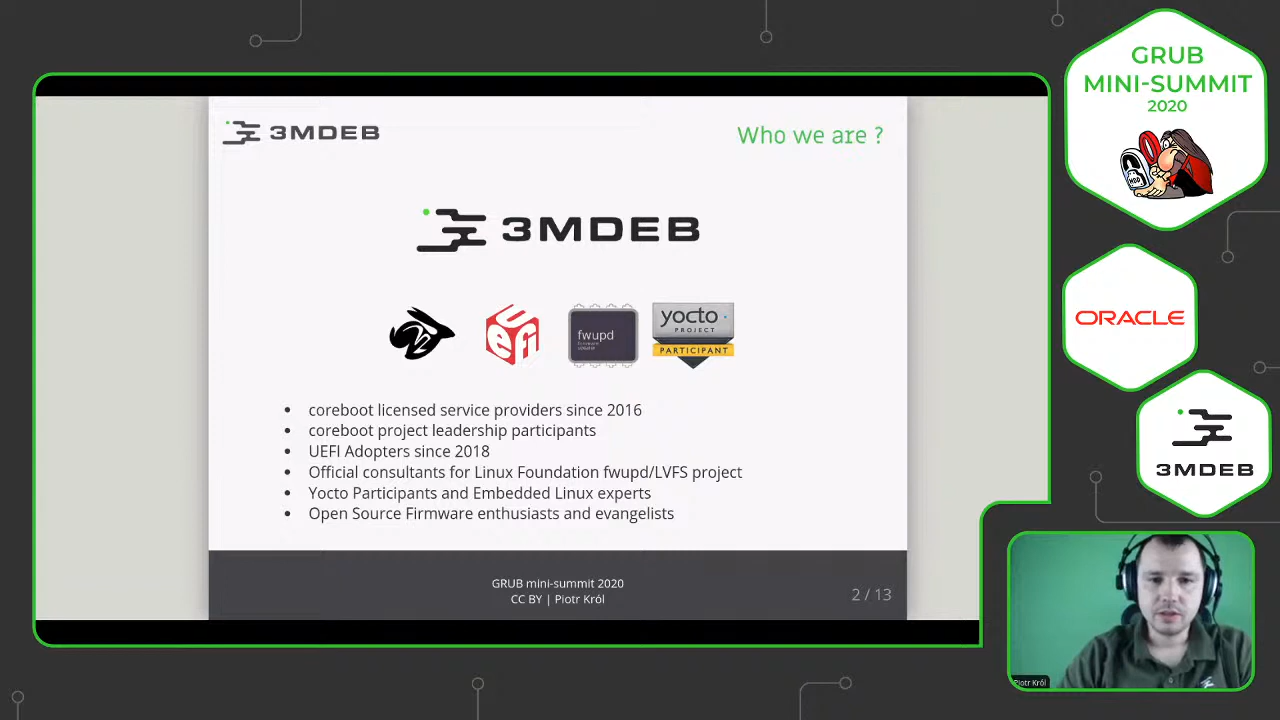 3MDEB
Who we are ?
3MDEB
uefi
fwupd
yocto
PROJECT
PARTICIPANT
• coreboot licensed service providers since 2016
• coreboot project leadership participants
• UEFI Adopters since 2018
• Official consultants for Linux Foundation fwupd/LVFS project
• Yocto Participants and Embedded Linux experts
• Open Source Firmware enthusiasts and evangelists
GRUB mini-summit 2020
CC BY | Piotr Król
2 / 13
GRUB
MINI-SUMMIT
2020
ORACLE
3MDEB
Piotr Król